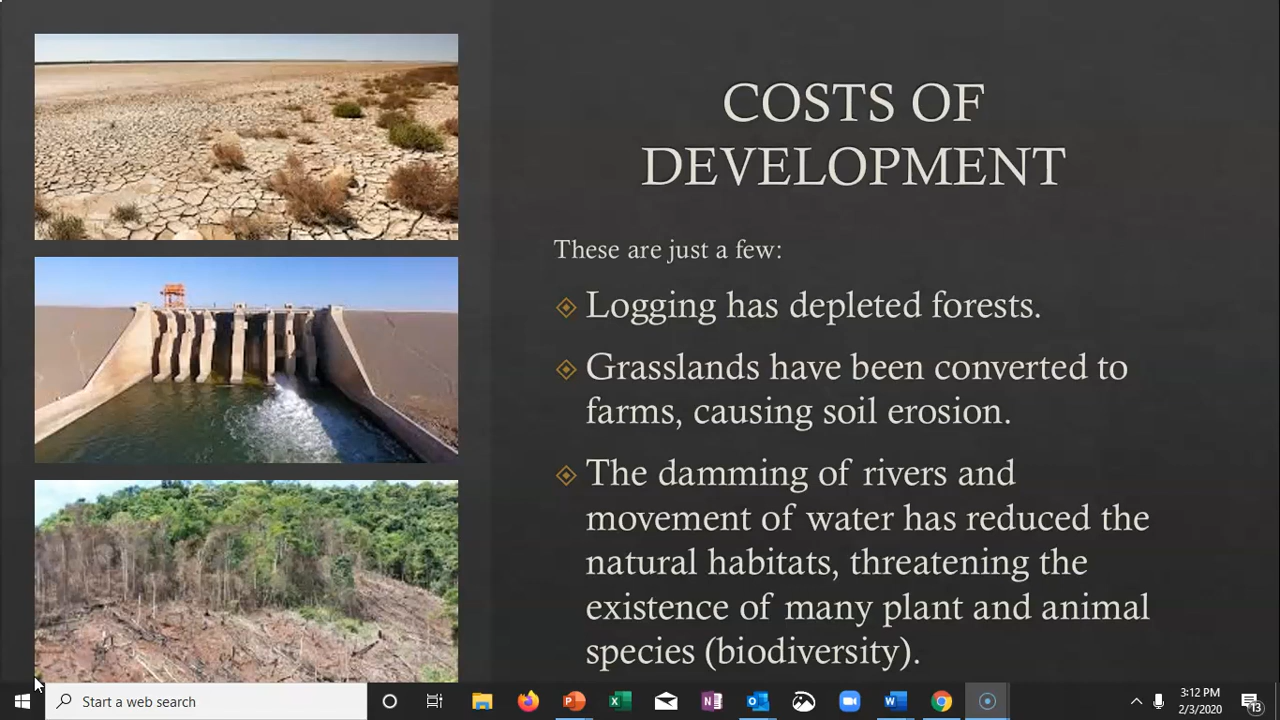 COSTS OF
DEVELOPMENT
These are just a few:
Logging has depleted forests.
Grasslands have been converted to
farms, causing soil erosion.
The damming of rivers and
movement of water has reduced the
natural habitats, threatening the
existence of many plant and animal
species (biodiversity).
Start a web search
3:12 PM
2/3/2020
13